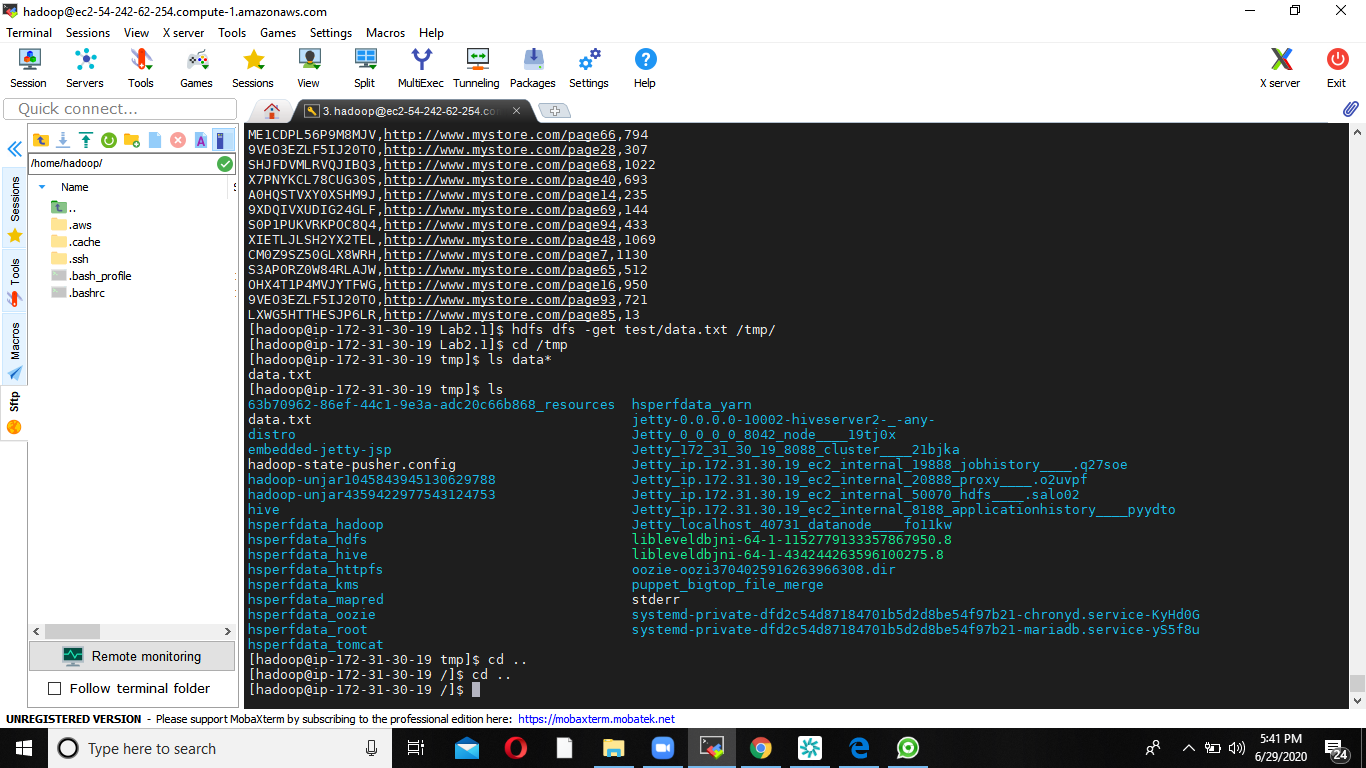 hadoop@ec2-54-242-62-254.compute-1.amazonaws.com
Terminal Sessions View X server Tools Games Settings Macros Help
Session Servers Tools Games Sessions View Split MultiExec Tunneling Packages Settings Help X server Exit
Quick connect...
3. hadoop@ec2-54-242-62-254.co
/home/hadoop/
Name
..
.aws
.cache
.ssh
.bash_profile
.bashrc
Sessions
Tools
Macros
Sftp
Remote monitoring
Follow terminal folder
ME1CDPL56P9M8MJV,http://www.mystore.com/page66,794
9VEO3EZLF5IJ20TO,http://www.mystore.com/page28,307
SHJFDVMLRVQJIBQ3,http://www.mystore.com/page68,1022
X7PNYKCL78CUG30S,http://www.mystore.com/page40,693
A0HQSTVXY0XSHM9J,http://www.mystore.com/page14,235
9XDQIVXUDIG24GLF,http://www.mystore.com/page69,144
S0P1PUKVRKPOC8Q4,http://www.mystore.com/page94,433
XIETLJLSH2YX2TEL,http://www.mystore.com/page48,1069
CM0Z9SZ50GLX8WRH,http://www.mystore.com/page7,1130
S3APORZ0W84RLAJW,http://www.mystore.com/page65,512
OHX4T1P4MVJYTFWG,http://www.mystore.com/page16,950
9VEO3EZLF5IJ20TO,http://www.mystore.com/page93,721
LXWG5HTTHESJP6LR,http://www.mystore.com/page85,13
[hadoop@ip-172-31-30-19 Lab2.1]$ hdfs dfs -get test/data.txt /tmp/
[hadoop@ip-172-31-30-19 Lab2.1]$ cd /tmp
[hadoop@ip-172-31-30-19 tmp]$ ls data*
data.txt
[hadoop@ip-172-31-30-19 tmp]$ ls
63b70962-86ef-44c1-9e3a-adc20c66b868_resources hsperfdata_yarn
data.txt jetty-0.0.0.0-10002-hiveserver2-_-any-
distro Jetty_0_0_0_0_8042_node____19tj0x
embedded-jetty-jsp Jetty_172_31_30_19_8088_cluster____21bjka
hadoop-state-pusher.config Jetty_ip.172.31.30.19_ec2_internal_19888_jobhistory____.q27soe
hadoop-unjar1045843945130629788 Jetty_ip.172.31.30.19_ec2_internal_20888_proxy____.o2uvpf
hadoop-unjar4359422977543124753 Jetty_ip.172.31.30.19_ec2_internal_50070_hdfs____.salo02
hive Jetty_ip.172.31.30.19_ec2_internal_8188_applicationhistory____pyydto
hsperfdata_hadoop Jetty_localhost_40731_datanode____fo11kw
hsperfdata_hdfs libleveldbjni-64-1-1152779133357867950.8
hsperfdata_hive libleveldbjni-64-1-434244263596100275.8
hsperfdata_httpfs oozie-oozi3704025916263966308.dir
hsperfdata_kms puppet_bigtop_file_merge
hsperfdata_mapred stderr
hsperfdata_oozie systemd-private-dfd2c54d87184701b5d2d8be54f97b21-chronyd.service-KyHd0G
hsperfdata_root systemd-private-dfd2c54d87184701b5d2d8be54f97b21-mariadb.service-yS5f8u
hsperfdata_tomcat
[hadoop@ip-172-31-30-19 tmp]$ cd ..
[hadoop@ip-172-31-30-19 /]$ cd ..
[hadoop@ip-172-31-30-19 /]$
UNREGISTERED VERSION - Please support MobaXterm by subscribing to the professional edition here: https://mobaxterm.mobatek.net
Type here to search
5:41 PM
6/29/2020
24